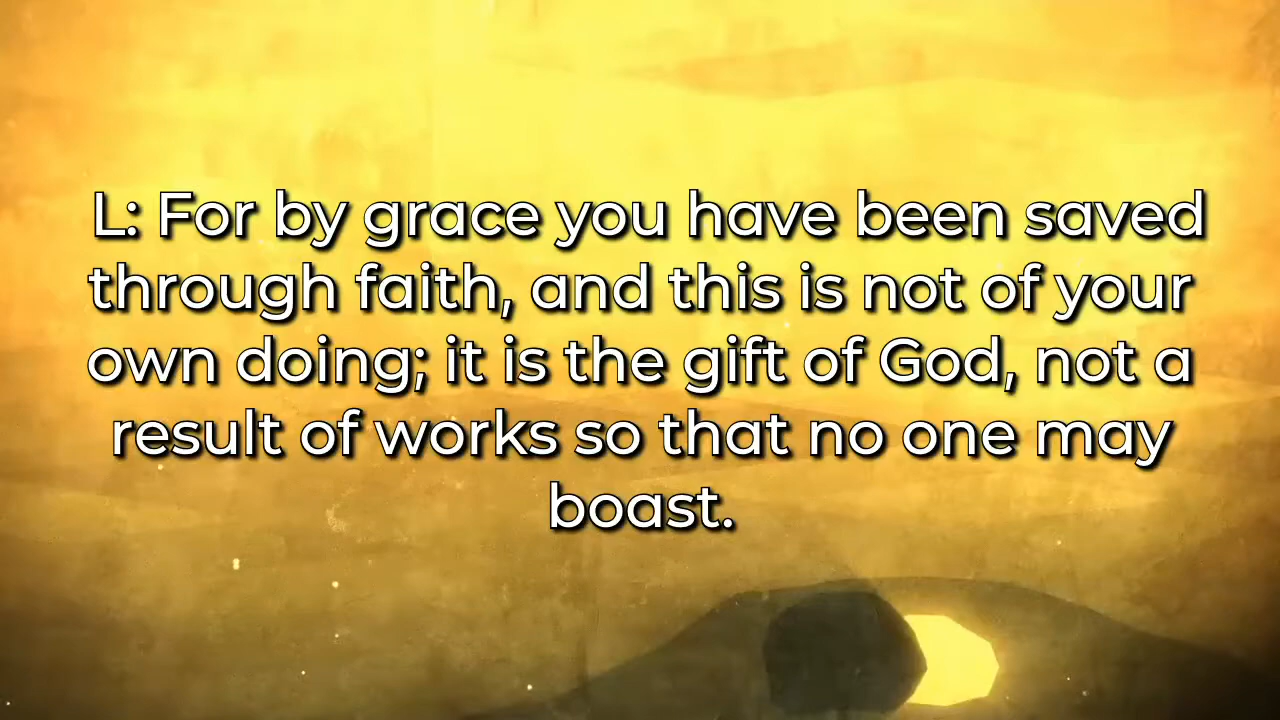 L: For by grace you have been saved
through faith, and this is not of your
own doing; it is the gift of God, not a
result of works so that no one may
boast.